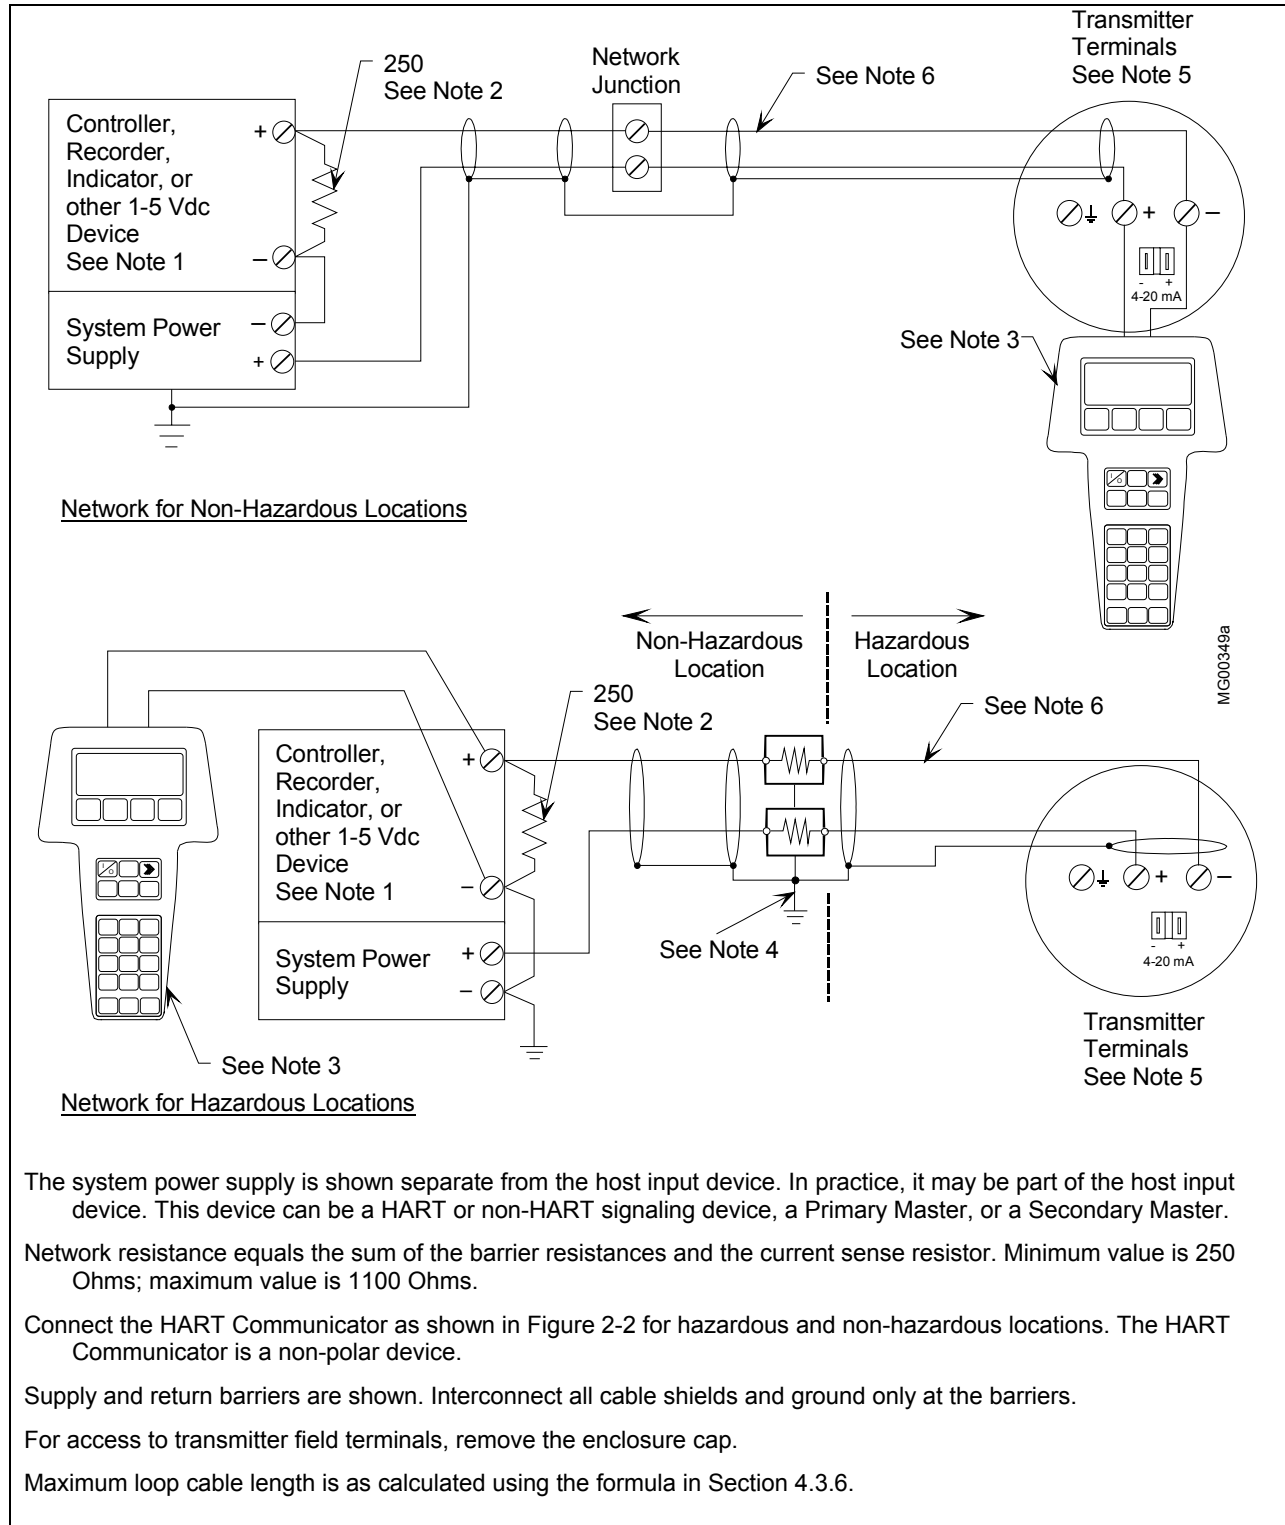 Transmitter
Terminals
See Note 5
Network
Junction
250
See Note 2
See Note 6
Controller,
Recorder,
Indicator, or
other 1-5 Vdc
Device
See Note 1
+
–
System Power
Supply
–
+
+
–
- +
4-20 mA
See Note 3
Network for Non-Hazardous Locations
I/O
MG00349a
Non-Hazardous
Location
Hazardous
Location
250
See Note 2
See Note 6
Controller,
Recorder,
Indicator, or
other 1-5 Vdc
Device
See Note 1
+
–
System Power
Supply
+
–
I/O
See Note 4
+
–
- +
4-20 mA
Transmitter
Terminals
See Note 5
See Note 3
Network for Hazardous Locations
The system power supply is shown separate from the host input device. In practice, it may be part of the host input
device. This device can be a HART or non-HART signaling device, a Primary Master, or a Secondary Master.
Network resistance equals the sum of the barrier resistances and the current sense resistor. Minimum value is 250
Ohms; maximum value is 1100 Ohms.
Connect the HART Communicator as shown in Figure 2-2 for hazardous and non-hazardous locations. The HART
Communicator is a non-polar device.
Supply and return barriers are shown. Interconnect all cable shields and ground only at the barriers.
For access to transmitter field terminals, remove the enclosure cap.
Maximum loop cable length is as calculated using the formula in Section 4.3.6.